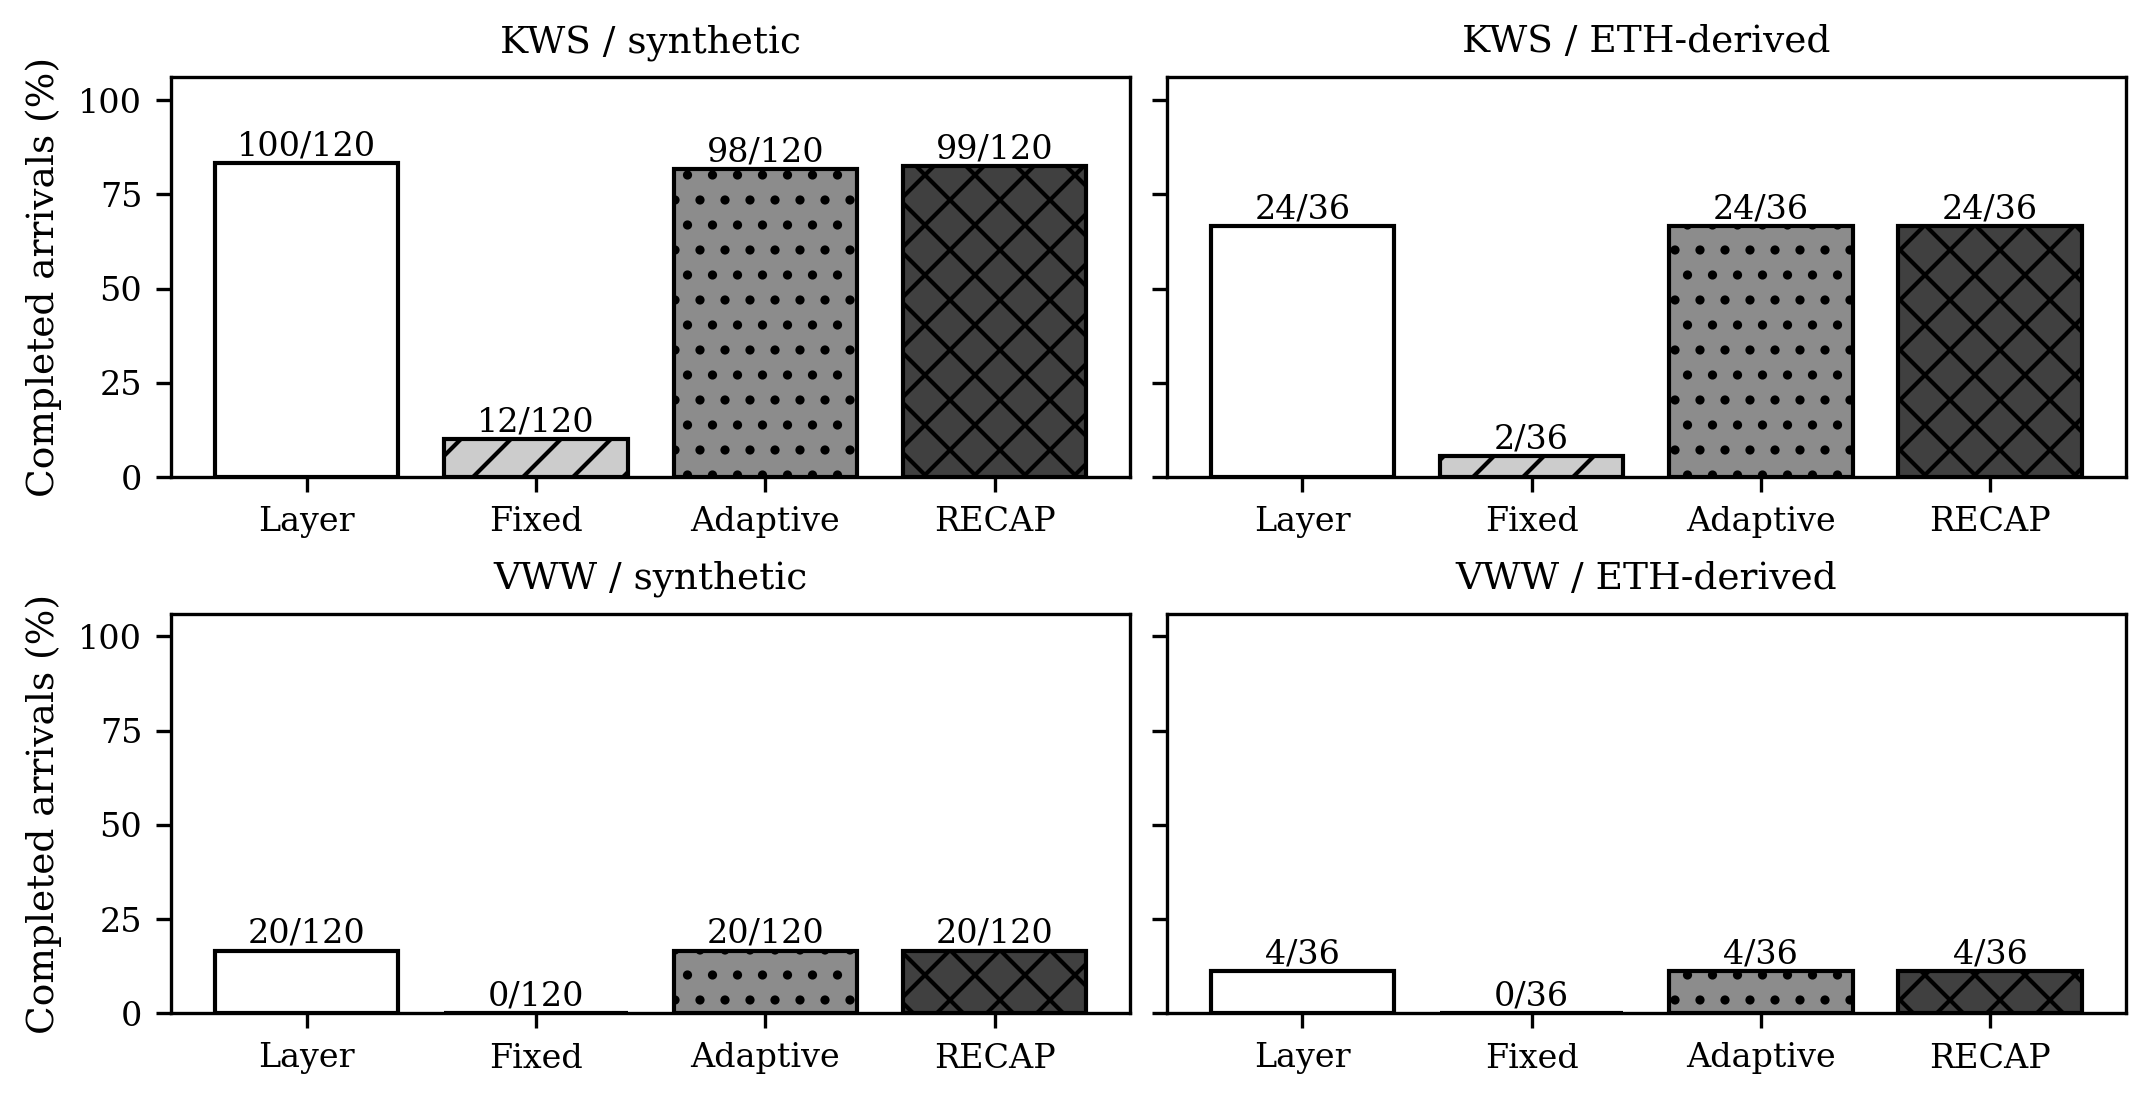 KWS / synthetic
Completed arrivals (%)
100
75
50
25
0
100/120
12/120
98/120
99/120
Layer
Fixed
Adaptive
RECAP
KWS / ETH-derived
24/36
2/36
24/36
24/36
Layer
Fixed
Adaptive
RECAP
VWW / synthetic
Completed arrivals (%)
100
75
50
25
0
20/120
0/120
20/120
20/120
Layer
Fixed
Adaptive
RECAP
VWW / ETH-derived
4/36
0/36
4/36
4/36
Layer
Fixed
Adaptive
RECAP